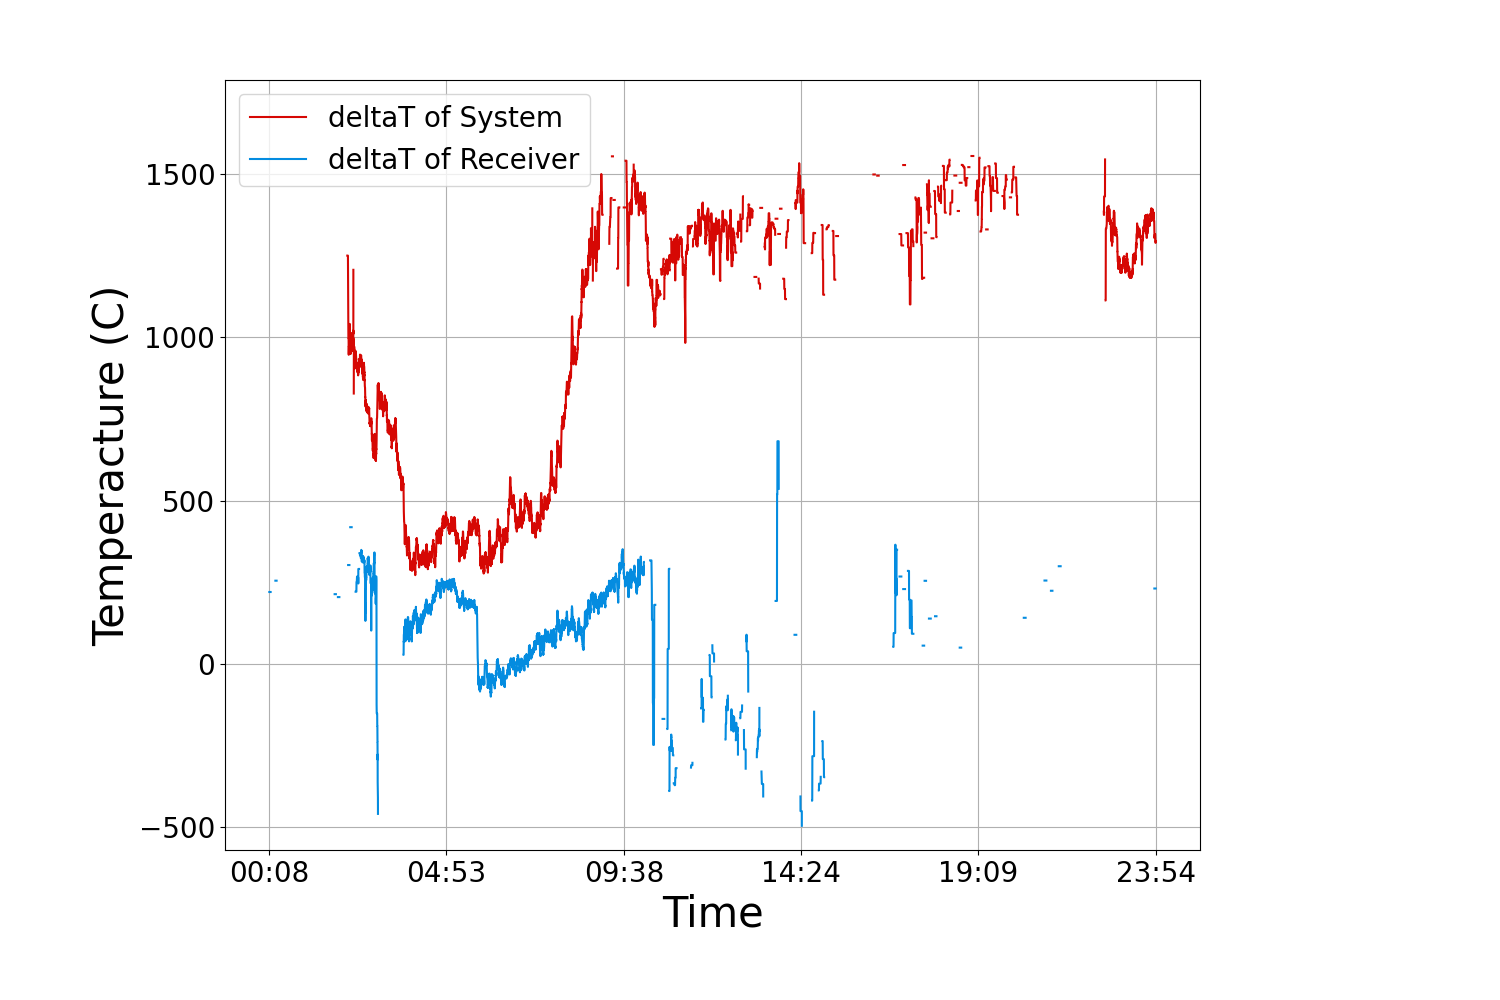 deltaT of System
deltaT of Receiver
Temperacture (C)
1500
1000
500
0
−500
00:08 04:53 09:38 14:24 19:09 23:54
Time